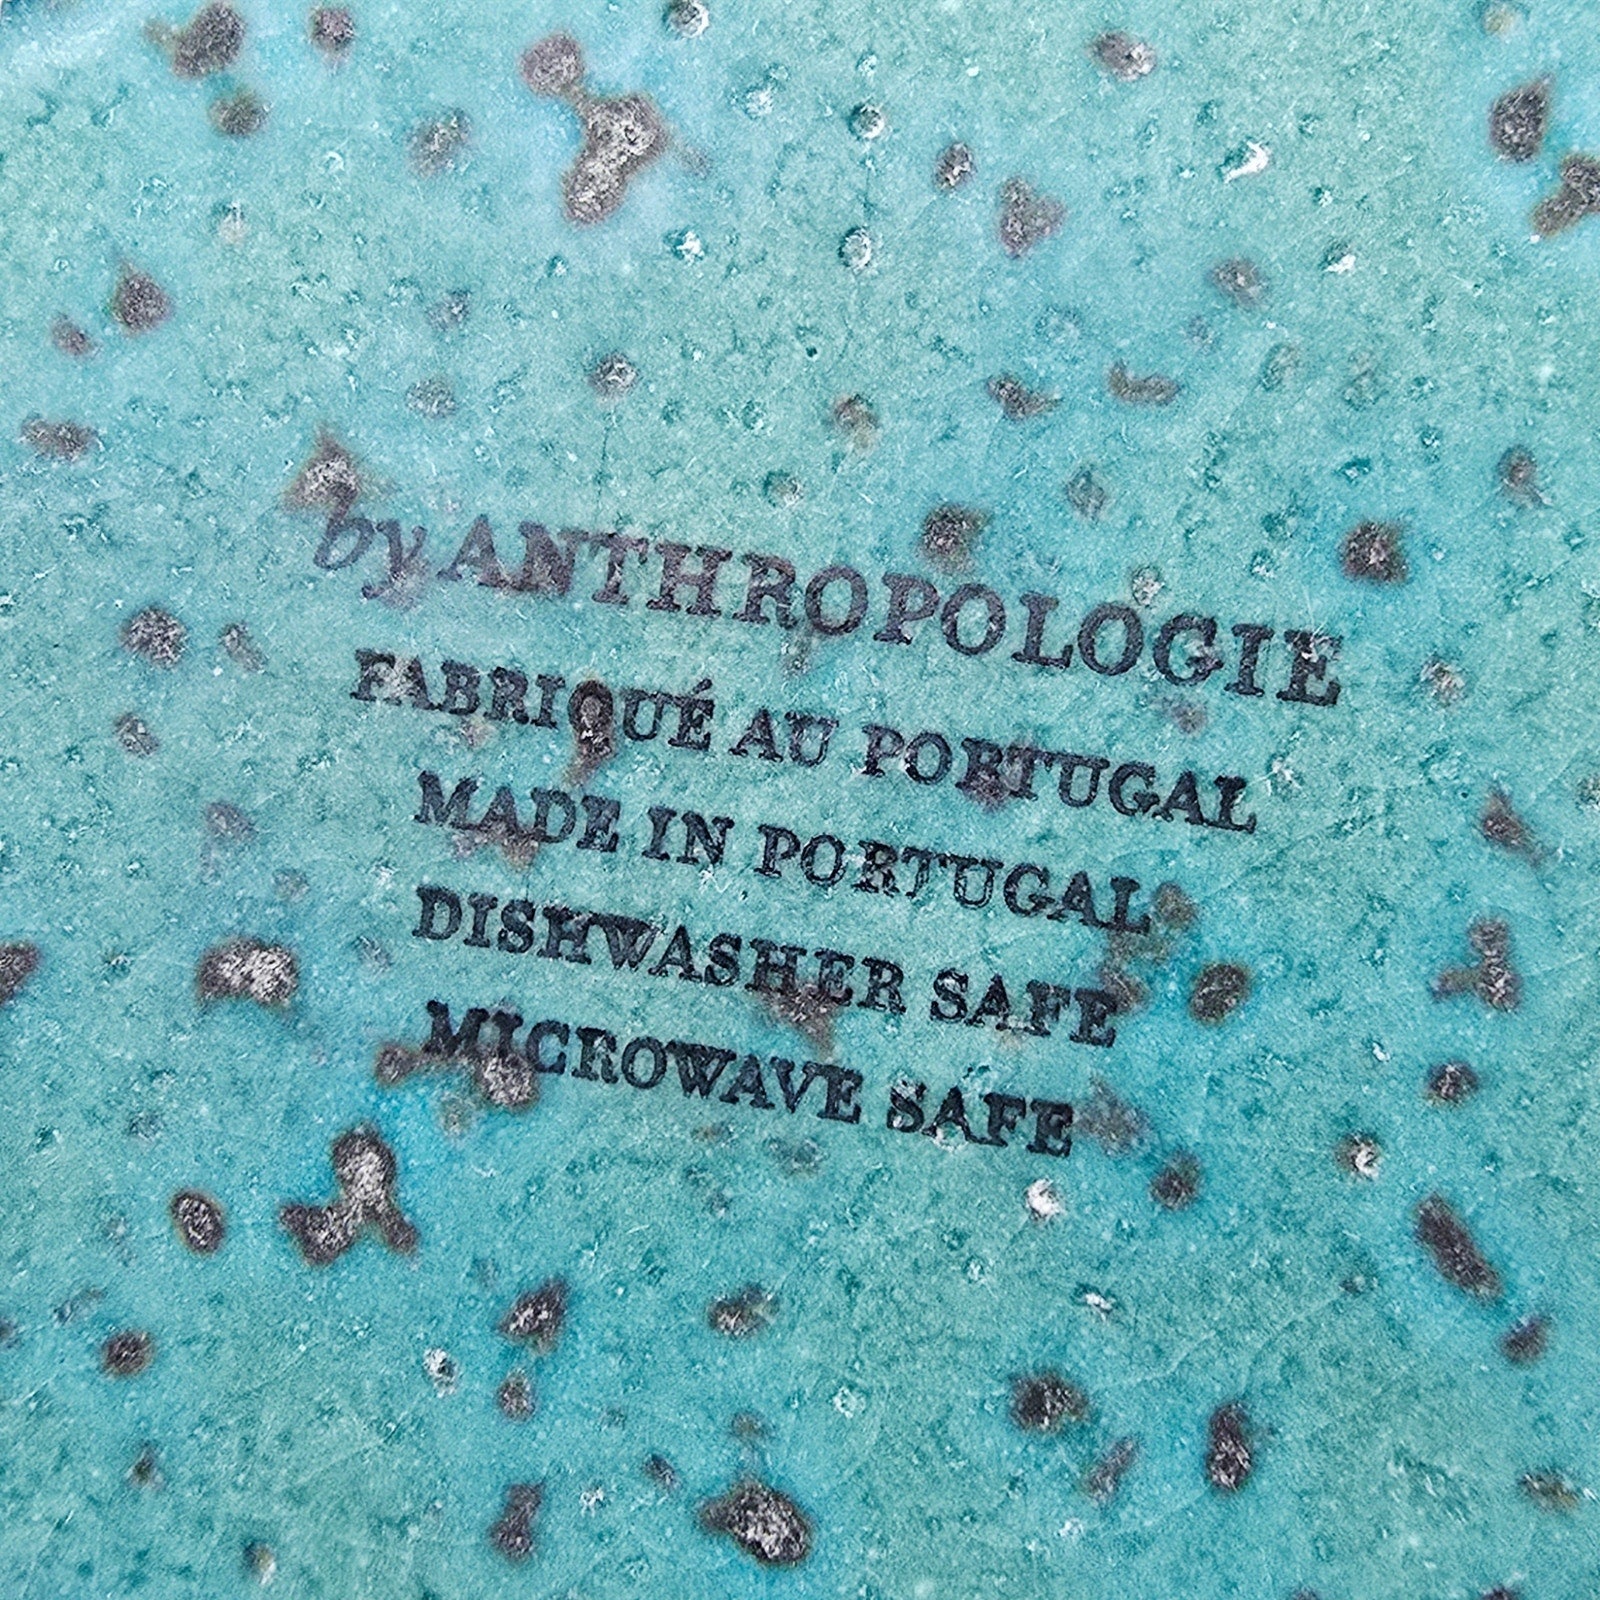 by ANTHROPOLOGIE
FABRIQUÉ AU PORTUGAL
MADE IN PORTUGAL
DISHWASHER SAFE
MICROWAVE SAFE